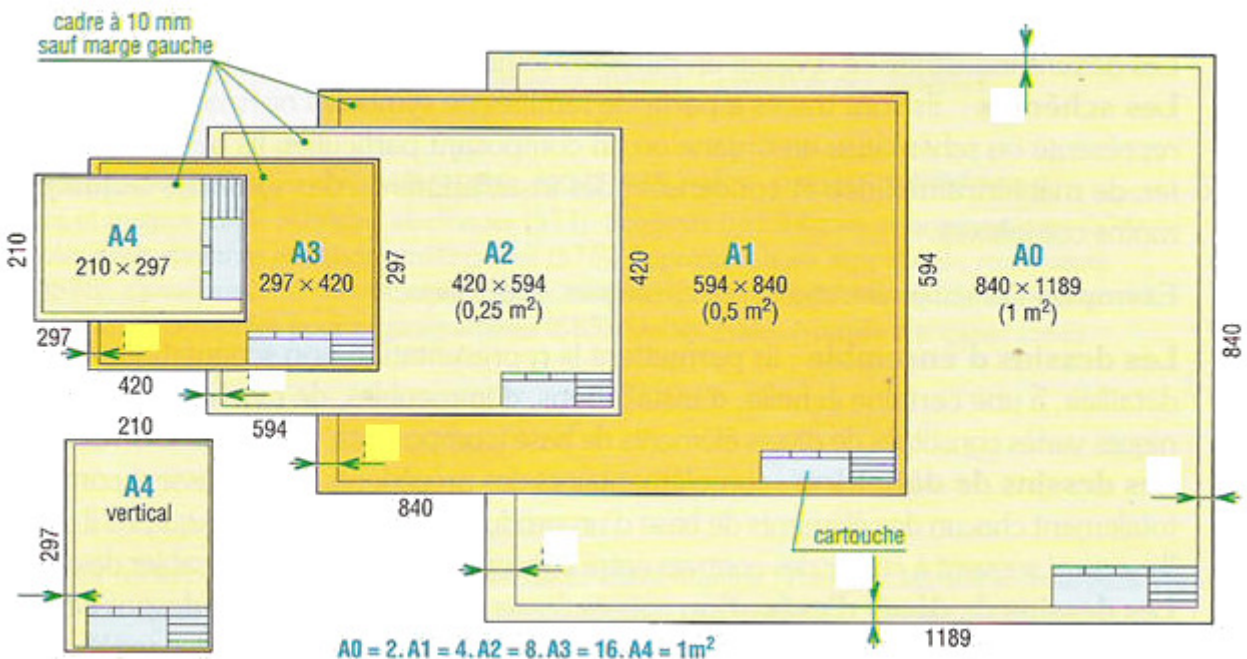 cadre à 10 mm
sauf marge gauche
A4
210 × 297
A3
297 × 420
A2
420 × 594
(0,25 m²)
A1
594 × 840
(0,5 m²)
A0
840 × 1189
(1 m²)
210
297
297
420
420
594
594
840
840
1189
210
297
A4
vertical
cartouche
A0 = 2.A1 = 4.A2 = 8.A3 = 16.A4 = 1m²